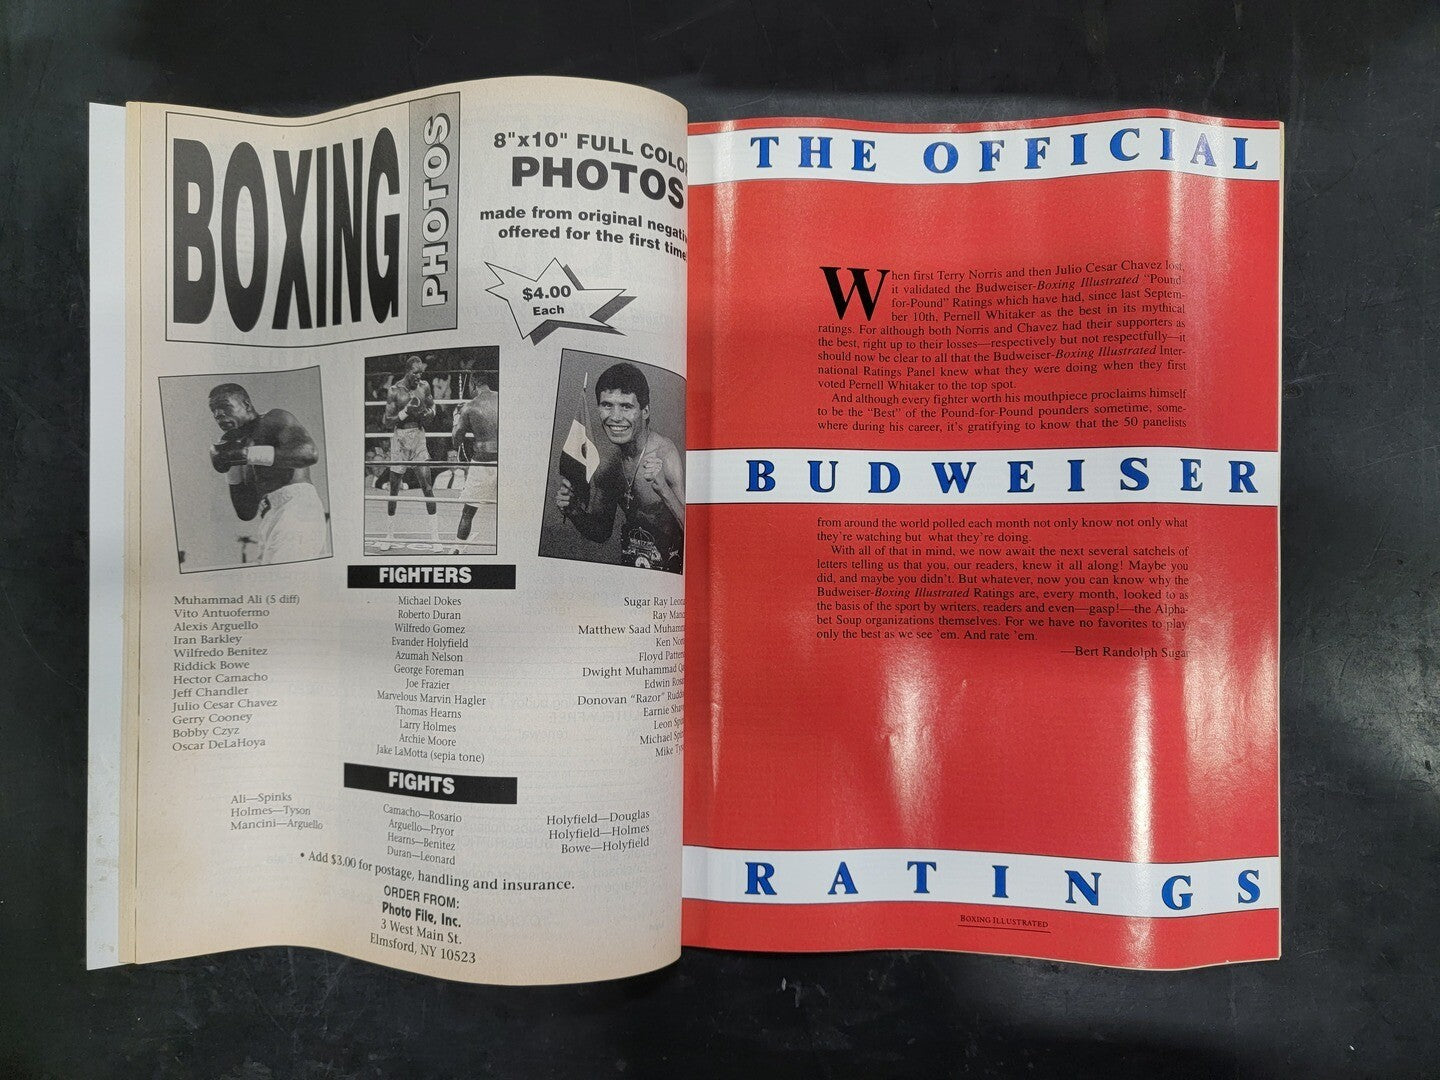 BOXING
PHOTOS
8"x10" FULL COLO
PHOTOS
made from original negati
offered for the first time
$4.00
Each
FIGHTERS
Muhammad Ali (5 diff)
Vito Antuofermo
Alexis Arguello
Iran Barkley
Wilfredo Benitez
Riddick Bowe
Hector Camacho
Jeff Chandler
Julio Cesar Chavez
Gerry Cooney
Bobby Czyz
Oscar DeLaHoya
Michael Dokes
Roberto Duran
Wilfredo Gomez
Evander Holyfield
Azumah Nelson
George Foreman
Joe Frazier
Marvelous Marvin Hagler
Thomas Hearns
Larry Holmes
Archie Moore
Jake LaMotta (sepia tone)
Sugar Ray Leona
Ray Manc
Matthew Saad Muhamm
Ken Nor
Floyd Patter
Dwight Muhammad Q
Edwin Rosa
Donovan "Razor" Rudd
Earnie Shav
Leon Spin
Michael Spin
Mike Ty
FIGHTS
Ali—Spinks
Holmes—Tyson
Mancini—Arguello
Camacho—Rosario
Arguello—Pryor
Hearns—Benitez
Duran—Leonard
Holyfield—Douglas
Holyfield—Holmes
Bowe—Holyfield
• Add $3.00 for postage, handling and insurance.
ORDER FROM:
Photo File, Inc.
3 West Main St.
Elmsford, NY 10523
THE OFFICIAL
When first Terry Norris and then Julio Cesar Chavez lost,
it validated the Budweiser-Boxing Illustrated "Pound-
for-Pound" Ratings which have had, since last Septem-
ber 10th, Pernell Whitaker as the best in its mythical
ratings. For although both Norris and Chavez had their supporters as
the best, right up to their losses—respectively but not respectfully—it
should now be clear to all that the Budweiser-Boxing Illustrated Inter-
national Ratings Panel knew what they were doing when they first
voted Pernell Whitaker to the top spot.
And although every fighter worth his mouthpiece proclaims himself
to be the "Best" of the Pound-for-Pound pounders sometime, some-
where during his career, it's gratifying to know that the 50 panelists
BUDWEISER
from around the world polled each month not only know not only what
they're watching but what they're doing.
With all of that in mind, we now await the next several satchels of
letters telling us that you, our readers, knew it all along! Maybe you
did, and maybe you didn't. But whatever, now you can know why the
Budweiser-Boxing Illustrated Ratings are, every month, looked to as
the basis of the sport by writers, readers and even—gasp!—the Alpha-
bet Soup organizations themselves. For we have no favorites to play,
only the best as we see 'em. And rate 'em.
—Bert Randolph Sugar
RATINGS
BOXING ILLUSTRATED